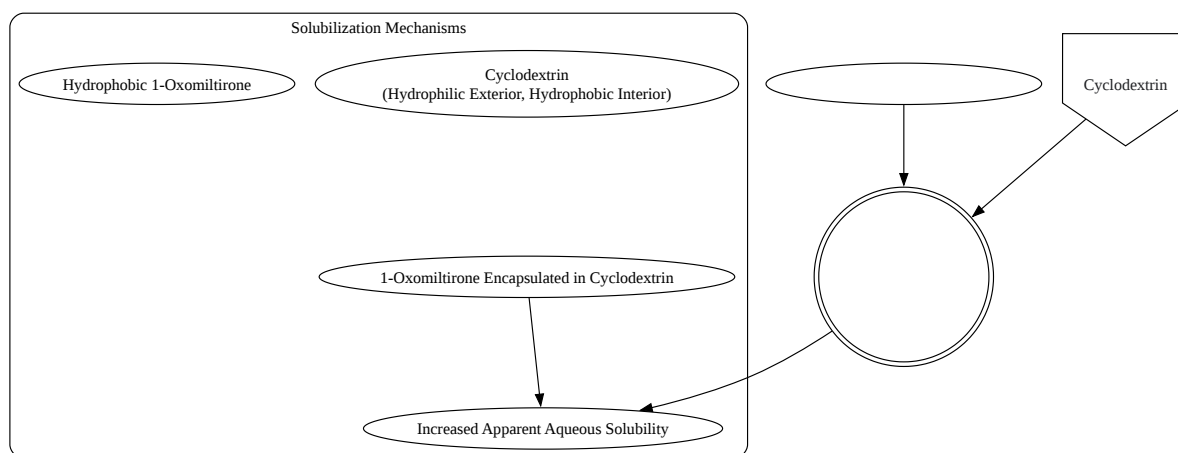 Solubilization Mechanisms
Hydrophobic 1-Oxomiltirone
Cyclodextrin
(Hydrophilic Exterior, Hydrophobic Interior)
Cyclodextrin
1-Oxomiltirone Encapsulated in Cyclodextrin
Increased Apparent Aqueous Solubility